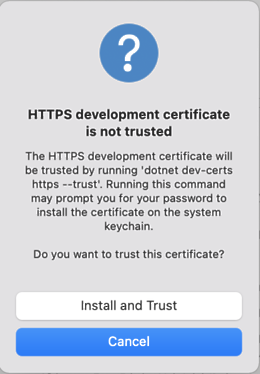 HTTPS development certificate
is not trusted
The HTTPS development certificate will
be trusted by running 'dotnet dev-certs
https --trust'. Running this command
may prompt you for your password to
install the certificate on the system
keychain.
Do you want to trust this certificate?
Install and Trust
Cancel